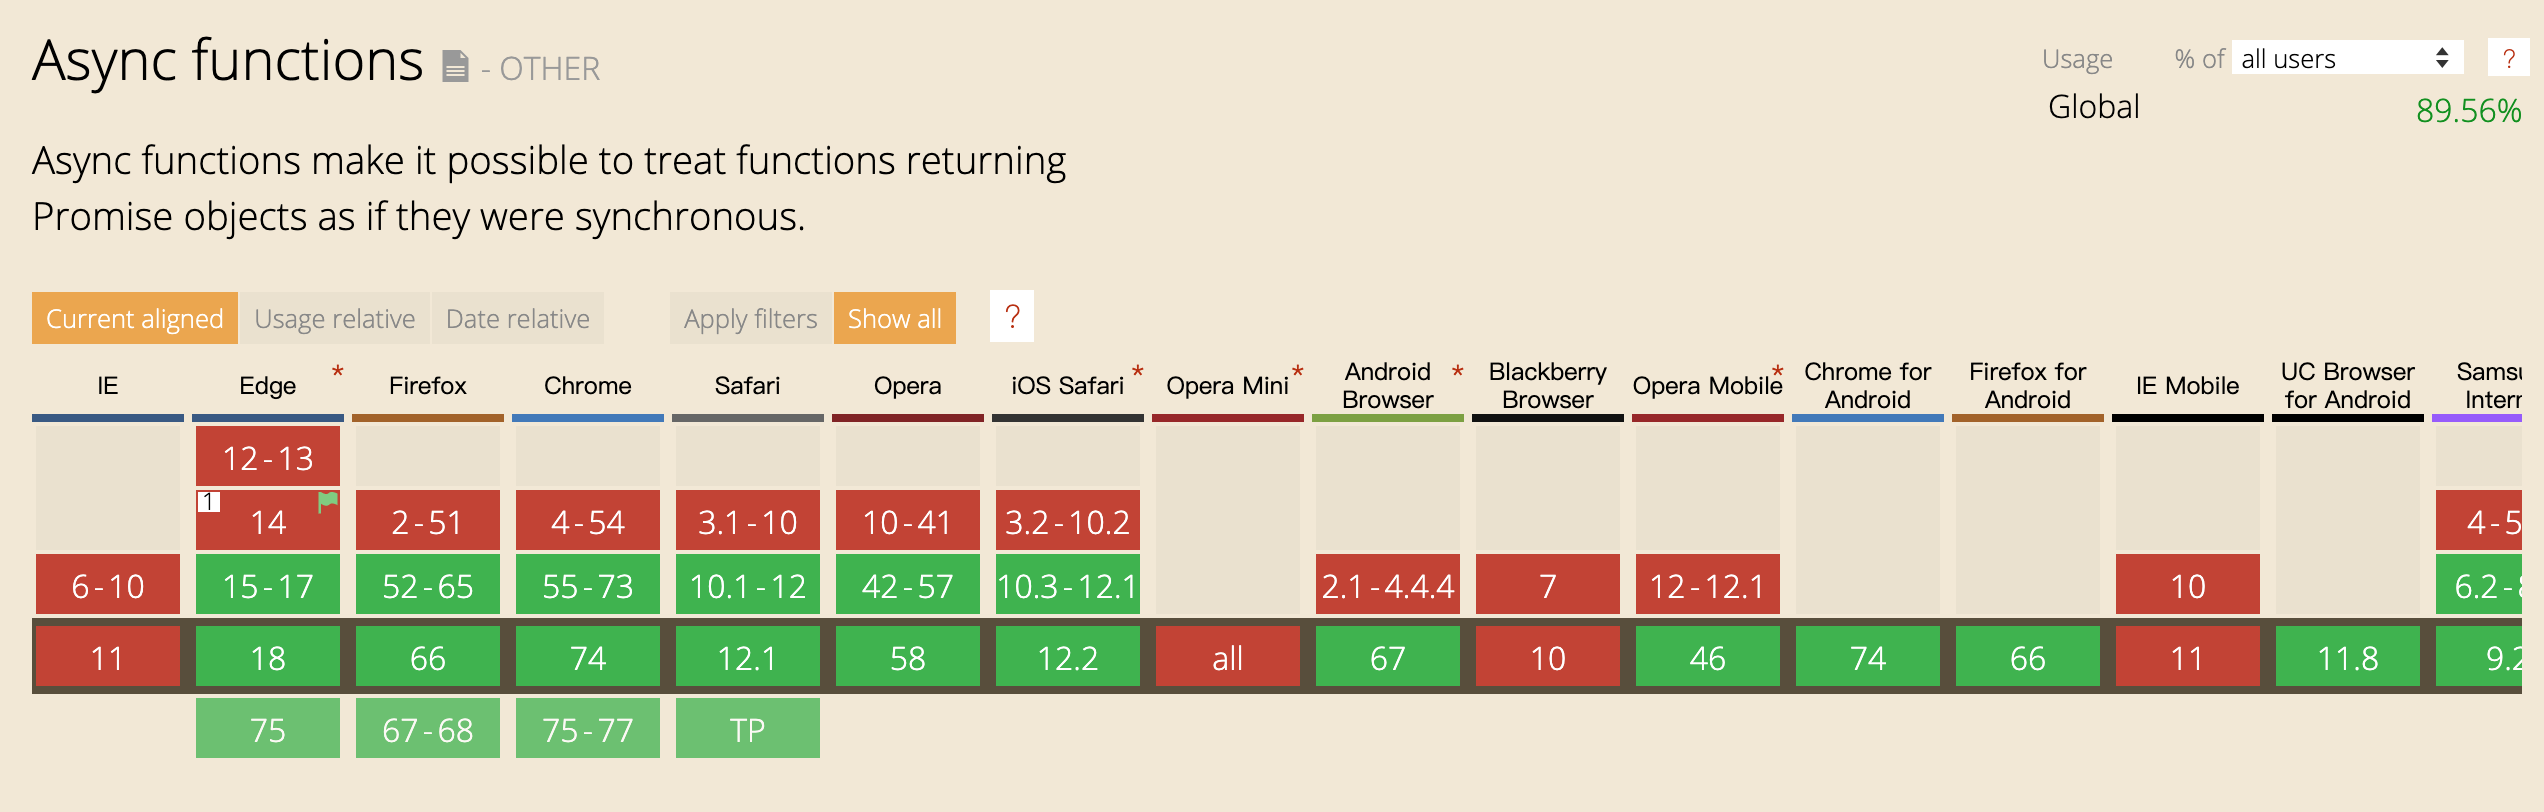 Async functions - OTHER
Usage % of all users ?
Global 89.56%
Async functions make it possible to treat functions returning
Promise objects as if they were synchronous.
Current aligned Usage relative Date relative Apply filters Show all ?
IE Edge * Firefox Chrome Safari Opera iOS Safari * Opera Mini * Android Browser * Blackberry Browser Opera Mobile * Chrome for Android Firefox for Android IE Mobile UC Browser for Android
12-13
1 14 2-51 4-54 3.1-10 10-41 3.2-10.2 4-5
6-10 15-17 52-65 55-73 10.1-12 42-57 10.3-12.1 2.1-4.4.4 7 12-12.1 10 6.2-
11 18 66 74 12.1 58 12.2 all 67 10 46 74 66 11 11.8 9.2
75 67-68 75-77 TP